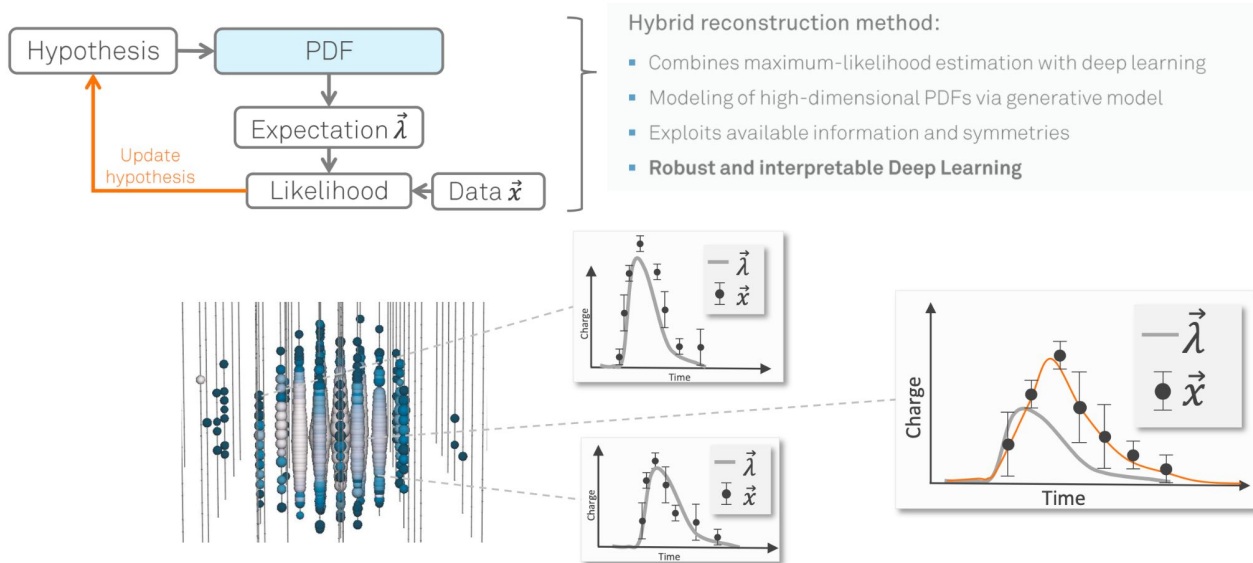 Hypothesis
PDF
Expectation λ⃗
Update
hypothesis
Likelihood
Data x⃗
Hybrid reconstruction method:
▪ Combines maximum-likelihood estimation with deep learning
▪ Modeling of high-dimensional PDFs via generative model
▪ Exploits available information and symmetries
▪ Robust and interpretable Deep Learning
Charge
λ⃗
x⃗
Time
Charge
λ⃗
x⃗
Time
Charge
λ⃗
x⃗
Time